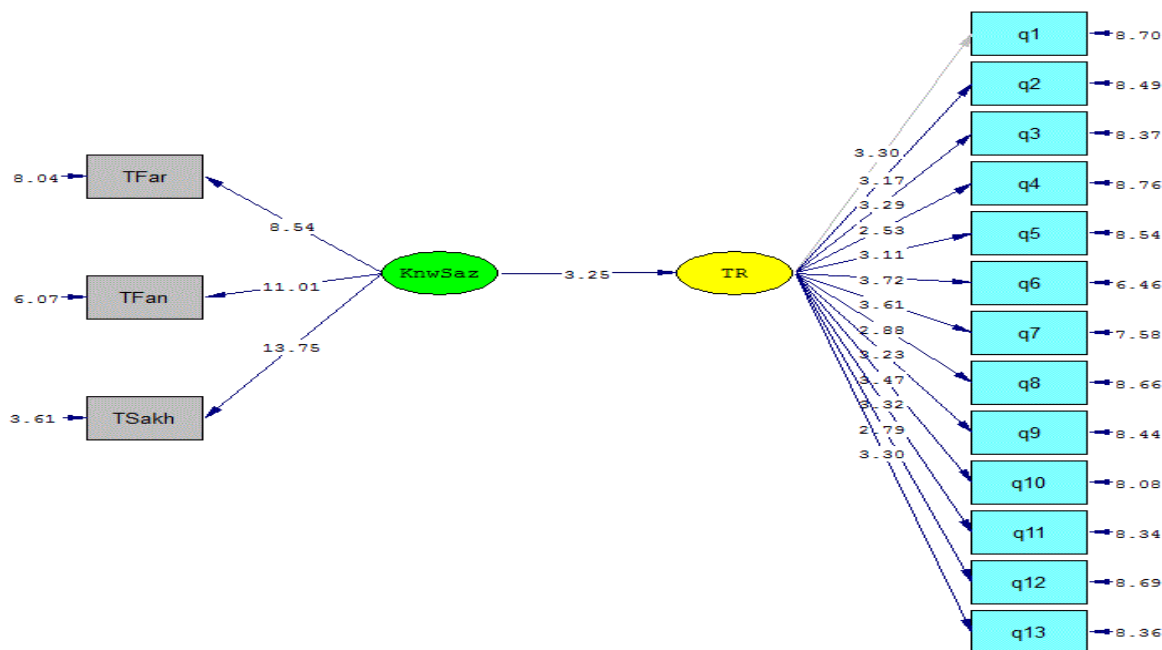 8.04
TFar
6.07
TFan
3.61
TSakh
8.54
11.01
13.75
KnwSaz
3.25
TR
3.30
3.17
3.29
2.53
3.11
3.72
3.61
2.88
3.23
3.47
3.32
2.79
3.30
q1 8.70
q2 8.49
q3 8.37
q4 8.76
q5 8.54
q6 6.46
q7 7.58
q8 8.66
q9 8.44
q10 8.08
q11 8.34
q12 8.69
q13 8.36